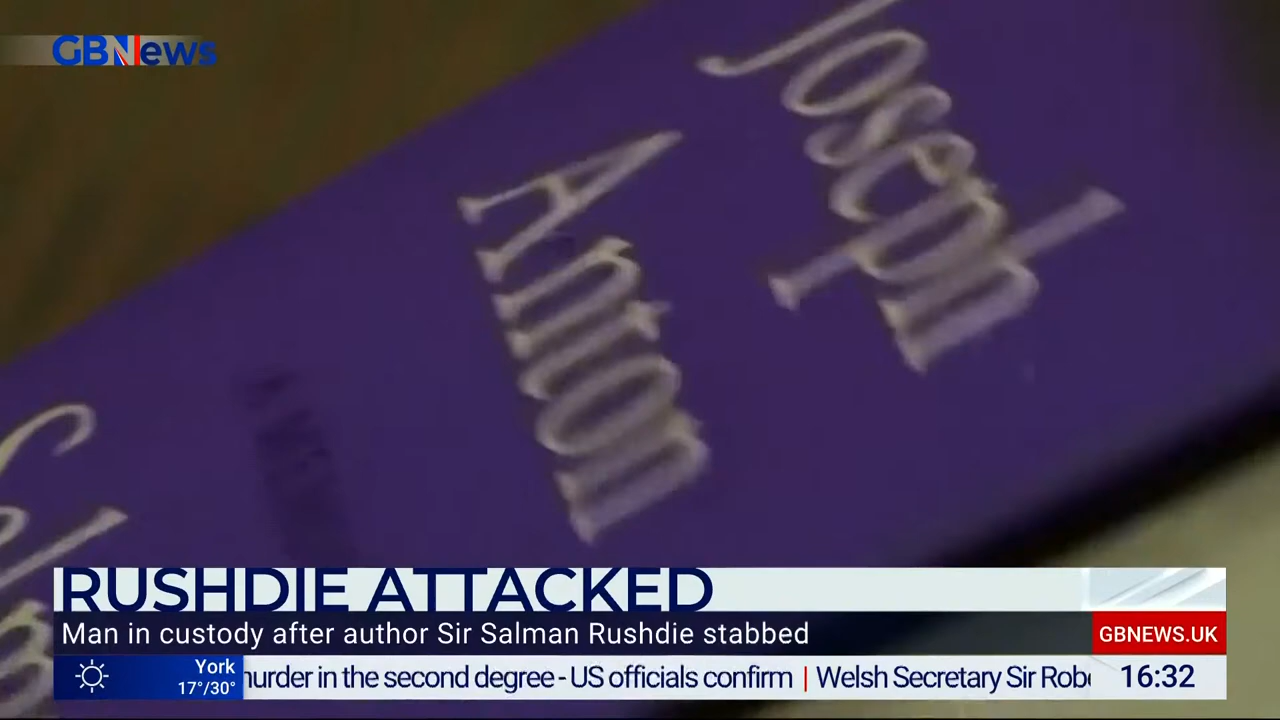 GBNews
Joseph
Anton
RUSHDIE ATTACKED
Man in custody after author Sir Salman Rushdie stabbed
GBNEWS.UK
York
17°/30°
murder in the second degree - US officials confirm | Welsh Secretary Sir Robe
16:32